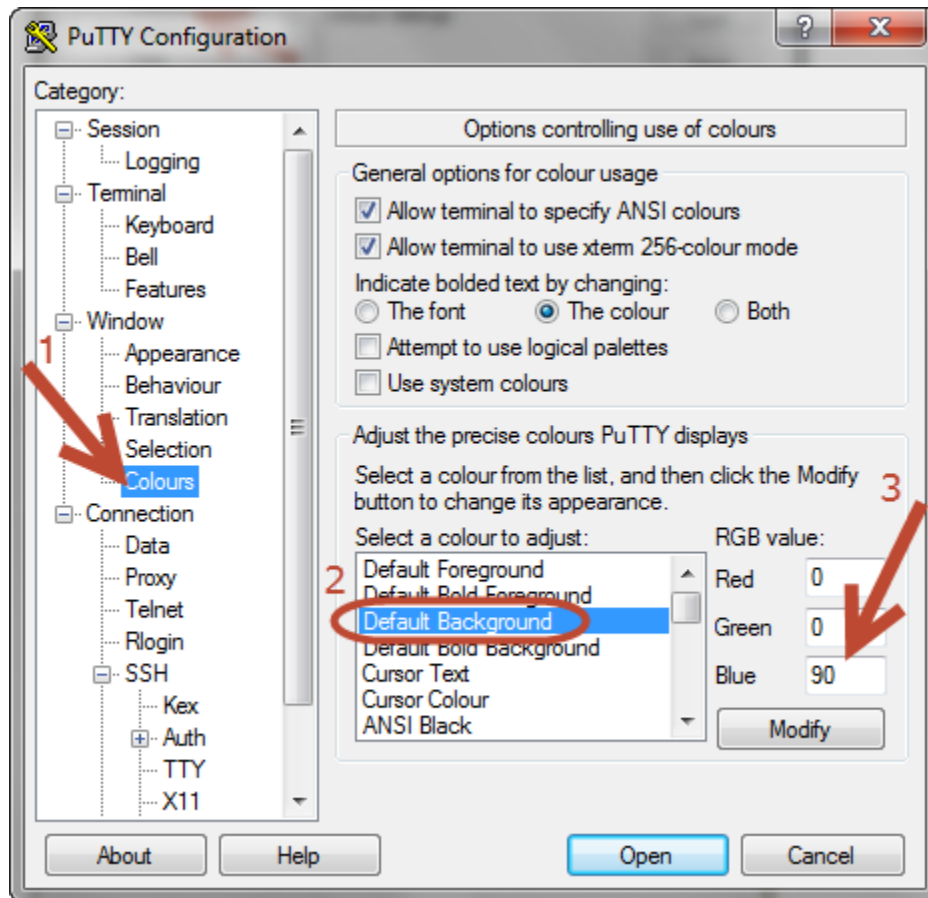 PuTTY Configuration
Category:
Session
Logging
Terminal
Keyboard
Bell
Features
Window
1
Appearance
Behaviour
Translation
Selection
Colours
Connection
Data
Proxy
Telnet
Rlogin
SSH
Kex
Auth
TTY
X11
Options controlling use of colours
General options for colour usage
Allow terminal to specify ANSI colours
Allow terminal to use xterm 256-colour mode
Indicate bolded text by changing:
The font The colour Both
Attempt to use logical palettes
Use system colours
Adjust the precise colours PuTTY displays
Select a colour from the list, and then click the Modify
button to change its appearance.
3
Select a colour to adjust:
2
Default Foreground
Default Bold Foreground
Default Background
Default Bold Background
Cursor Text
Cursor Colour
ANSI Black
RGB value:
Red 0
Green 0
Blue 90
Modify
About Help Open Cancel